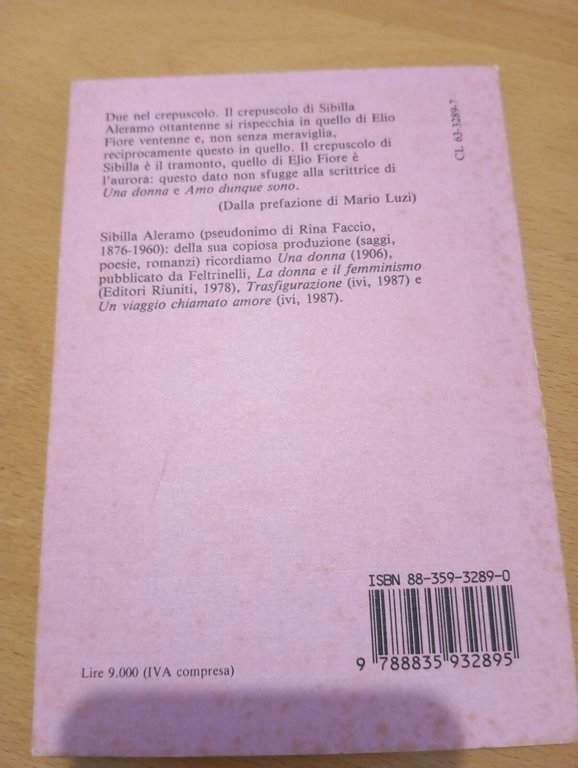 Due nel crepuscolo. Il crepuscolo di Sibilla
Aleramo ottantenne si rispecchia in quello di Elio
Fiore ventenne e, non senza meraviglia,
reciprocamente questo in quello. Il crepuscolo di
Sibilla è il tramonto, quello di Elio Fiore è
l'aurora: questo dato non sfugge alla scrittrice di
Una donna e Amo dunque sono.
(Dalla prefazione di Mario Luzi)
Sibilla Aleramo (pseudonimo di Rina Faccio,
1876-1960): della sua copiosa produzione (saggi,
poesie, romanzi) ricordiamo Una donna (1906),
pubblicato da Feltrinelli, La donna e il femminismo
(Editori Riuniti, 1978), Trasfigurazione (ivi, 1987) e
Un viaggio chiamato amore (ivi, 1987).
CL 63-3289-7
ISBN 88-359-3289-0
9 788835 932895
Lire 9.000 (IVA compresa)